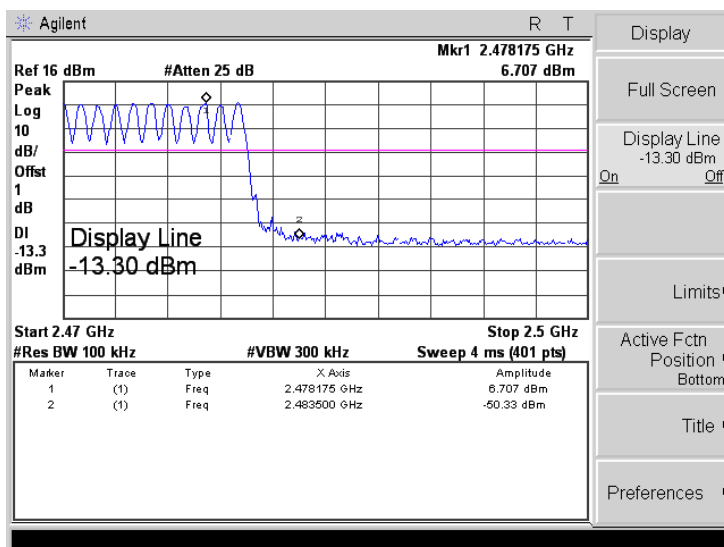 Agilent R T
Mkr1 2.478175 GHz
Ref 16 dBm #Atten 25 dB 6.707 dBm
Peak
Log
10
dB/
Offst
1
dB
DI
-13.3
dBm
1
2
Display Line
-13.30 dBm
Start 2.47 GHz Stop 2.5 GHz
#Res BW 100 kHz #VBW 300 kHz Sweep 4 ms (401 pts)
Marker Trace Type X Axis Amplitude
1 (1) Freq 2.478175 GHz 6.707 dBm
2 (1) Freq 2.483500 GHz -50.33 dBm
Display
Full Screen
Display Line
-13.30 dBm
On Off
Limits
Active Fctn
Position
Bottom
Title
Preferences